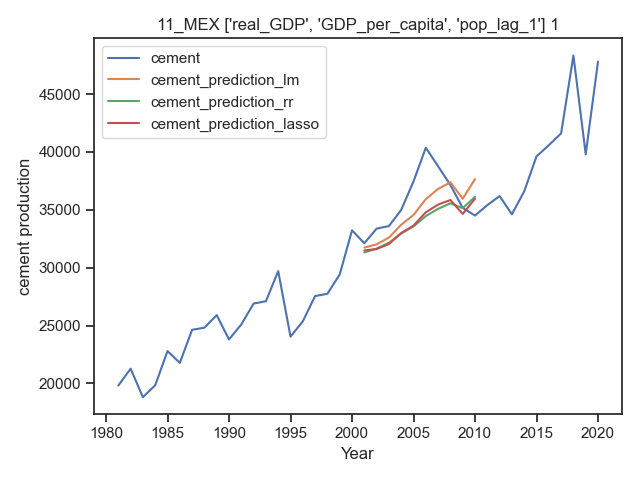 11_MEX ['real_GDP', 'GDP_per_capita', 'pop_lag_1'] 1
cement
cement_prediction_lm
cement_prediction_rr
cement_prediction_lasso
cement production
45000
40000
35000
30000
25000
20000
1980 1985 1990 1995 2000 2005 2010 2015 2020
Year